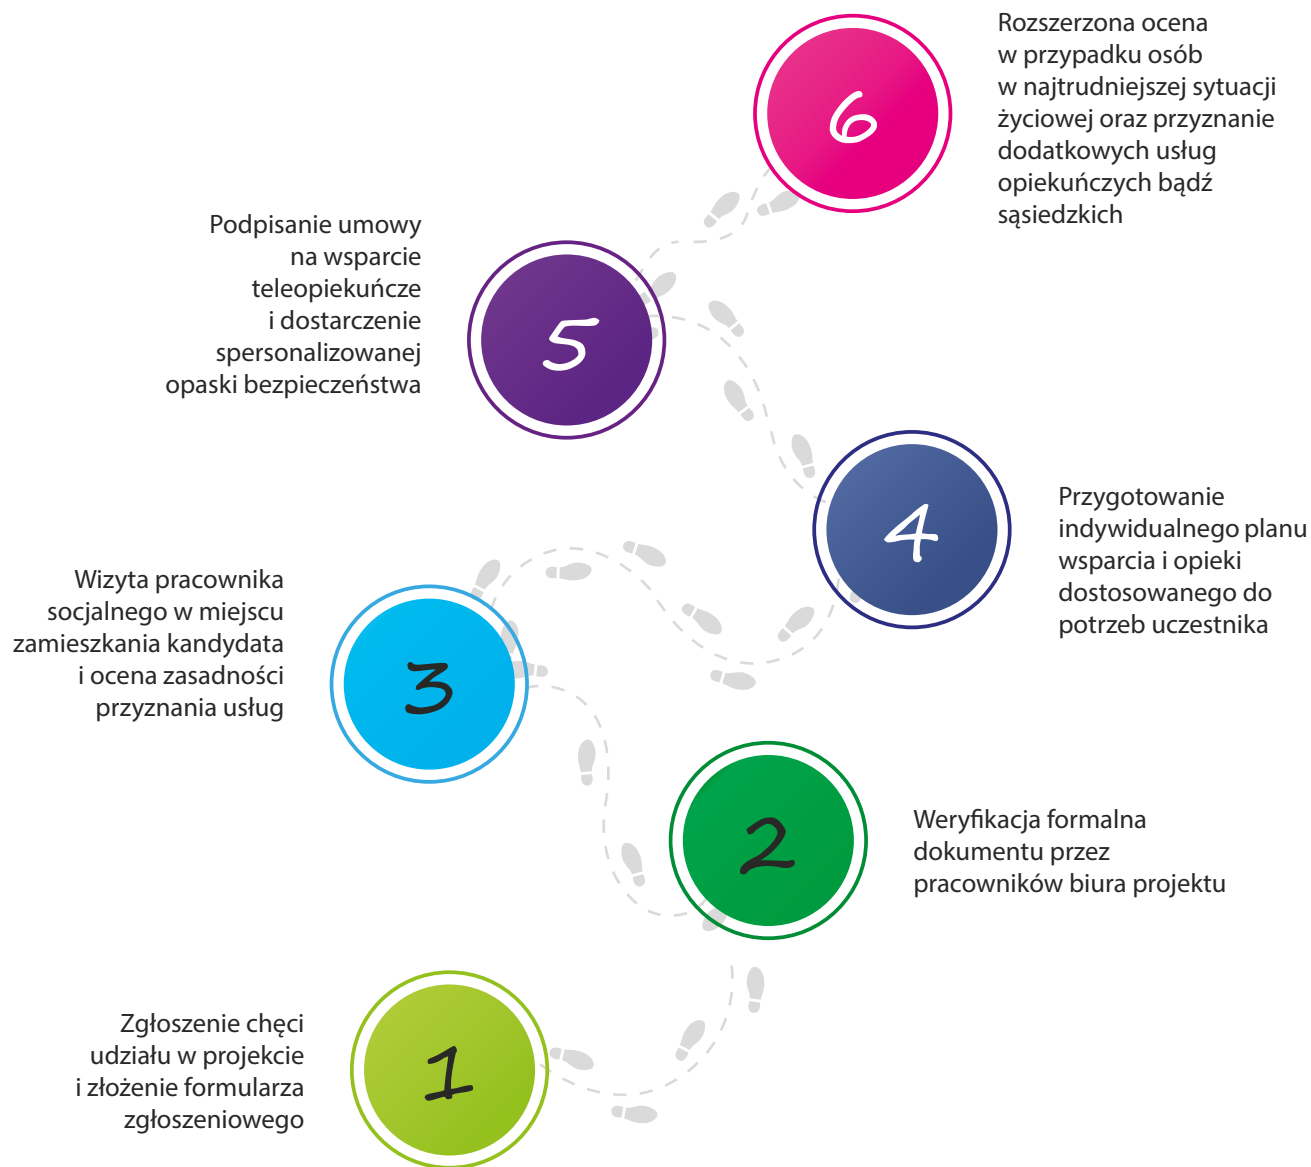 6
Rozszerzona ocena
w przypadku osób
w najtrudniejszej sytuacji
życiowej oraz przyznanie
dodatkowych usług
opiekuńczych bądź
sąsiedzkich
5
Podpisanie umowy
na wsparcie
teleopiekuńcze
i dostarczenie
spersonalizowanej
opaski bezpieczeństwa
4
Przygotowanie
indywidualnego planu
wsparcia i opieki
dostosowanego do
potrzeb uczestnika
3
Wizyta pracownika
socjalnego w miejscu
zamieszkania kandydata
i ocena zasadności
przyznania usług
2
Weryfikacja formalna
dokumentu przez
pracowników biura projektu
1
Zgłoszenie chęci
udziału w projekcie
i złożenie formularza
zgłoszeniowego